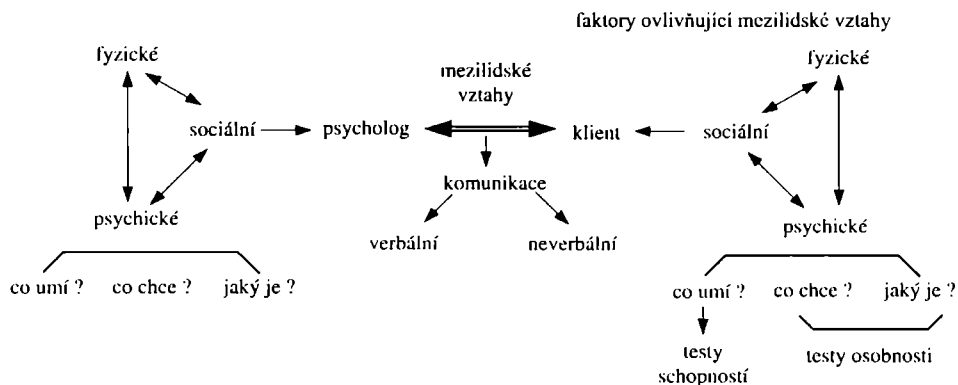 faktory ovlivňující mezilidské vztahy
fyzické
fyzické
mezilidské
vztahy
sociální
psycholog
klient
sociální
komunikace
psychické
psychické
verbální
neverbální
co umí ?
co chce ?
jaký je ?
co umí ?
co chce ?
jaký je ?
testy
schopností
testy osobnosti